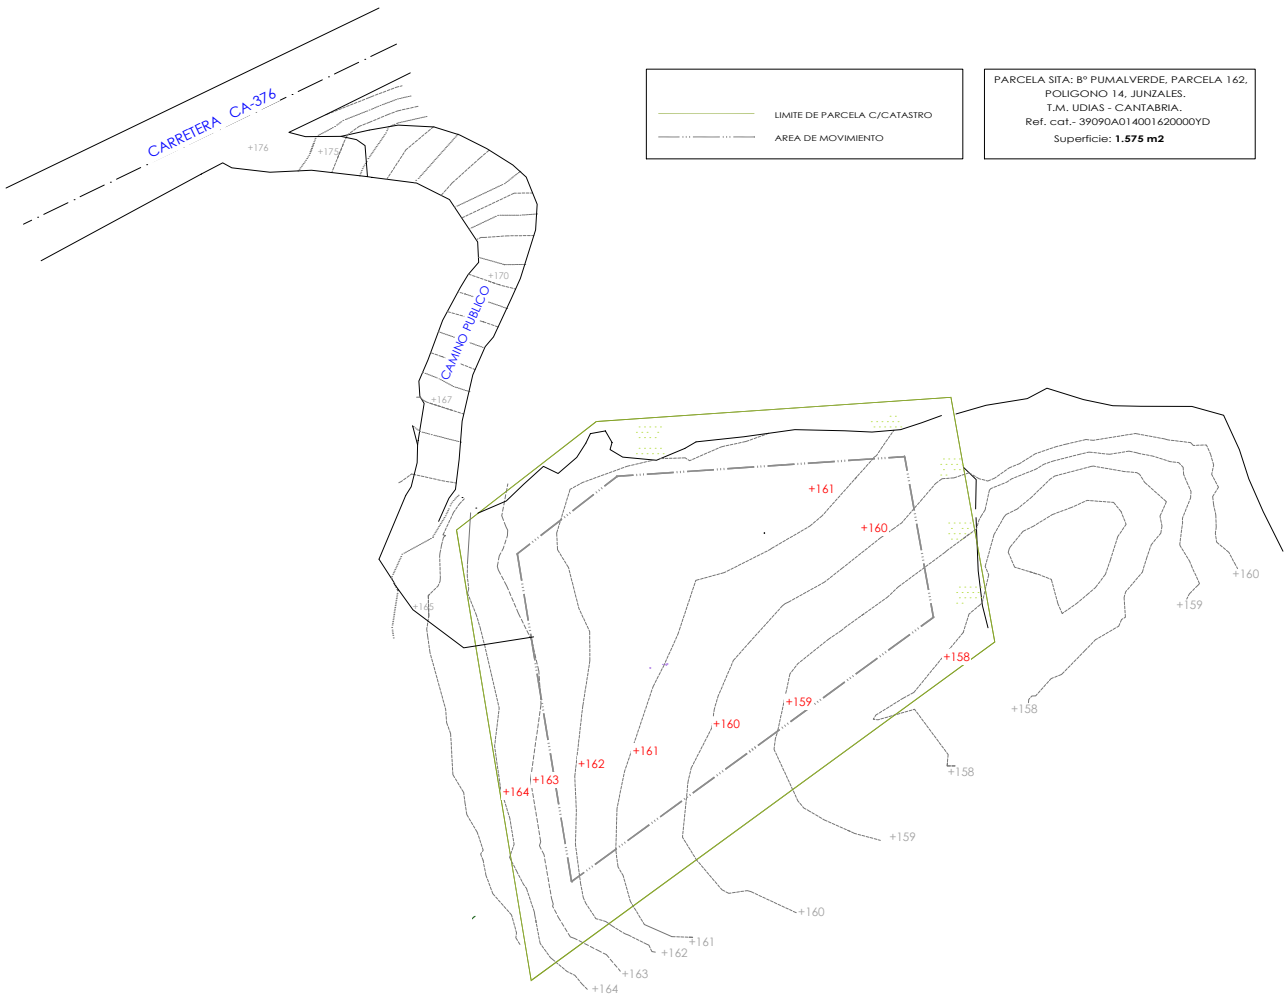 CARRETERA CA-376
LIMITE DE PARCELA C/CATASTRO
AREA DE MOVIMIENTO
PARCELA SITA: Bº PUMALVERDE, PARCELA 162,
POLIGONO 14, JUNZALES.
T.M. UDIAS - CANTABRIA.
Ref. cat.- 39090A014001620000YD
Superficie: 1.575 m2
+176
+175
+170
CAMINO PUBLICO
+167
+161
+160
+160
+159
+165
+158
+158
+159
+160
+161
+162
+163
+164
+158
+159
+160
+161
+162
+163
+164